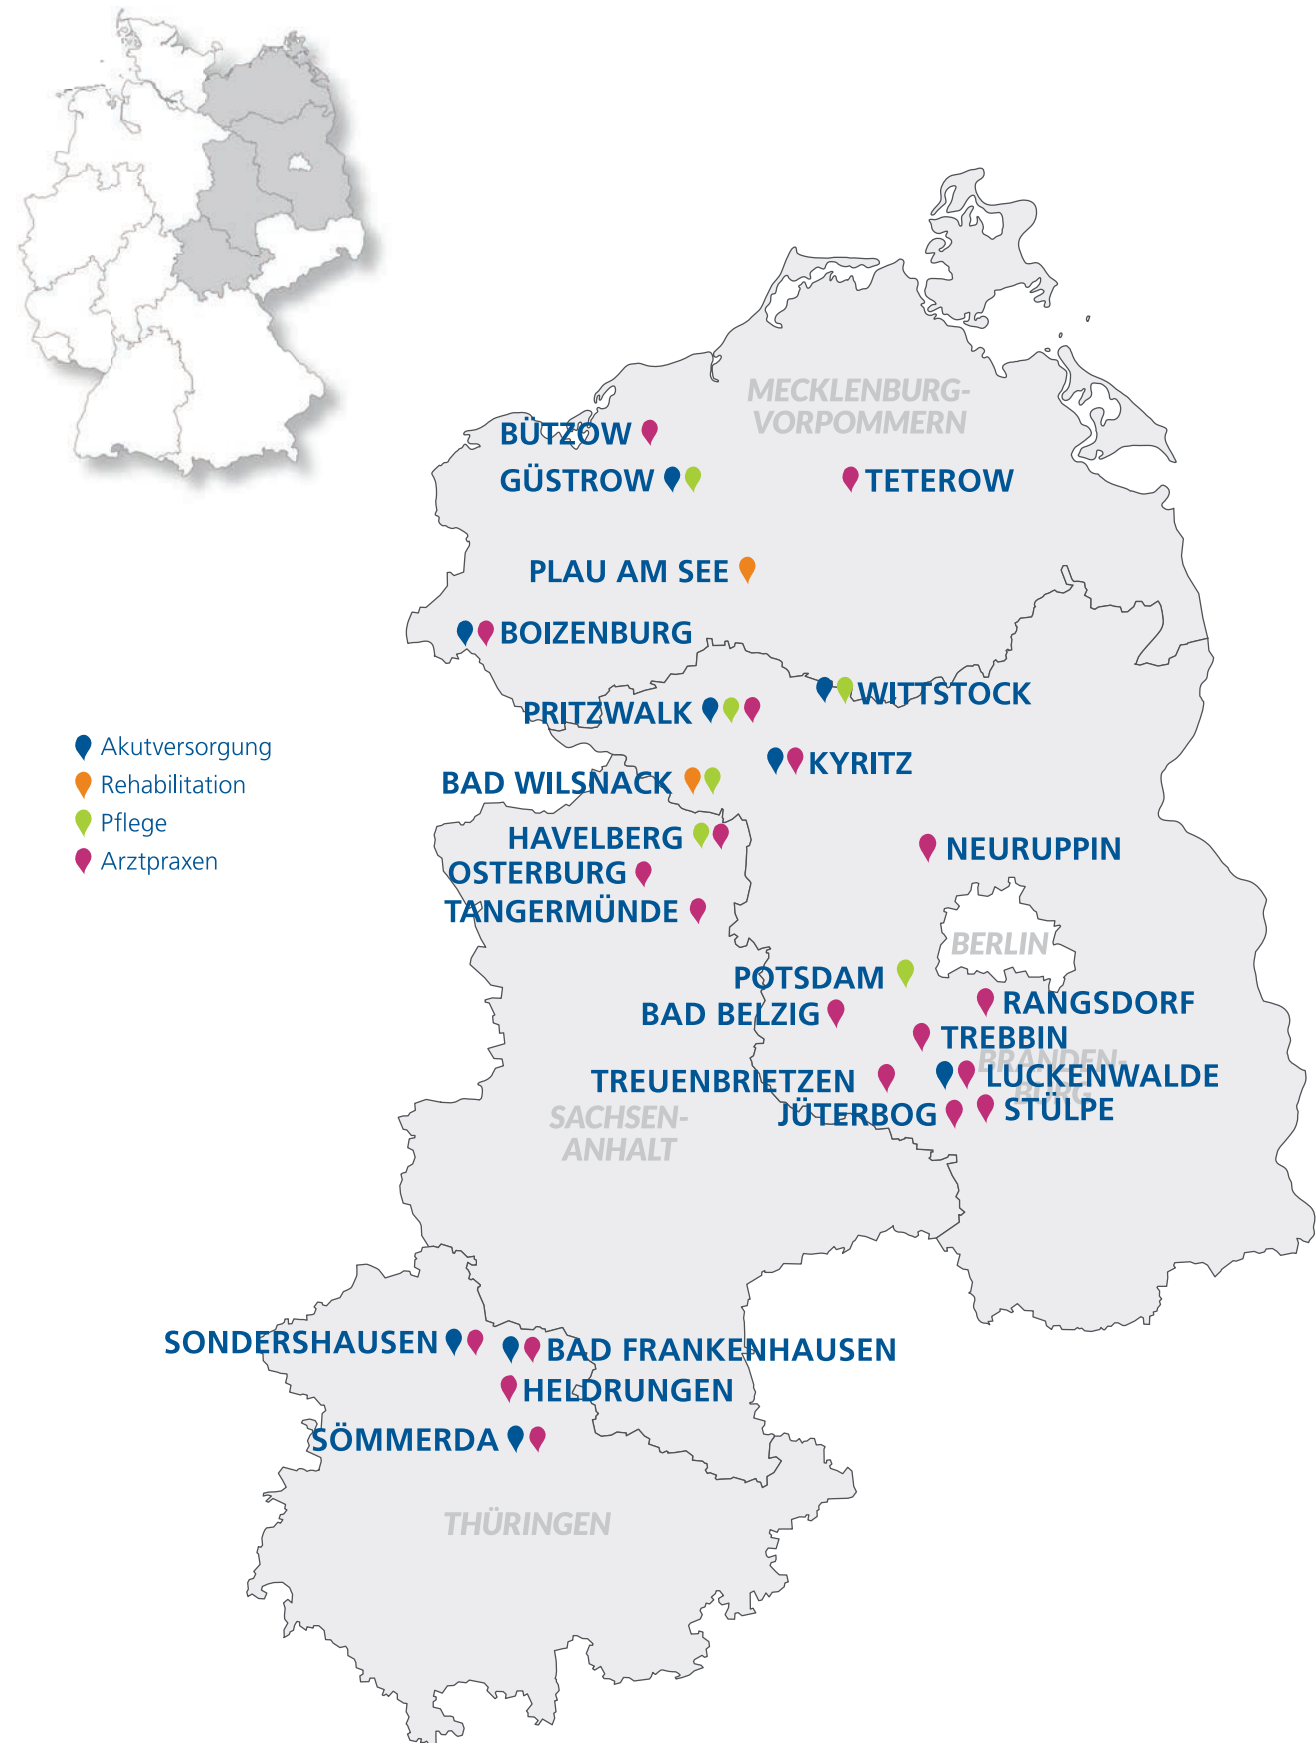 MECKLENBURG-
VORPOMMERN
BÜTZOW
GÜSTROW
TETEROW
PLAU AM SEE
BOIZENBURG
WITTSTOCK
PRITZWALK
KYRITZ
Akutversorgung
Rehabilitation
Pflege
Arztpraxen
BAD WILSNACK
HAVELBERG
NEURUPPIN
OSTERBURG
TANGERMÜNDE
BERLIN
POTSDAM
RANGSDORF
BAD BELZIG
TREBBIN
BRANDEN-
BURG
TREUENBRIETZEN
LUCKENWALDE
JÜTERBOG
STÜLPE
SACHSEN-
ANHALT
SONDERSHAUSEN
BAD FRANKENHAUSEN
HELDRUNGEN
SÖMMERDA
THÜRINGEN